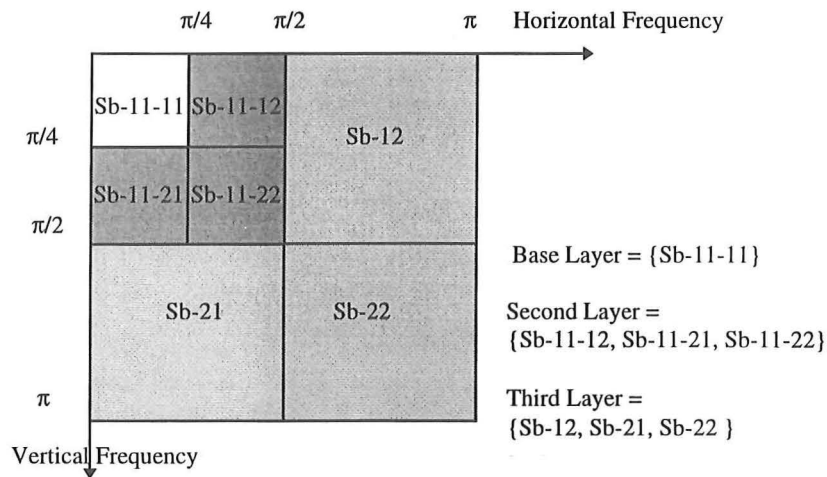 π/4 π/2 π Horizontal Frequency
Sb-11-11 Sb-11-12
Sb-12
π/4
Sb-11-21 Sb-11-22
π/2
Base Layer = {Sb-11-11}
Sb-21 Sb-22
Second Layer =
{Sb-11-12, Sb-11-21, Sb-11-22}
π
Third Layer =
{Sb-12, Sb-21, Sb-22 }
Vertical Frequency